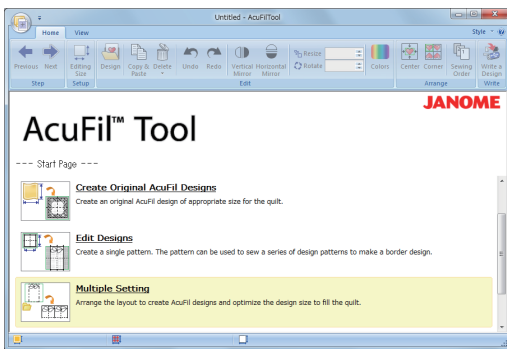 Untitled - AcuFilTool
Home View Style
Previous Next Editing Size Design Copy & Paste Delete Undo Redo Vertical Mirror Horizontal Mirror Resize Rotate Colors Center Corner Sewing Order Write a Design
Step Setup Edit Arrange Write
JANOME
AcuFil™ Tool
--- Start Page ---
Create Original AcuFil Designs
Create an original AcuFil design of appropriate size for the quilt.
Edit Designs
Create a single pattern. The pattern can be used to sew a series of design patterns to make a border design.
Multiple Setting
Arrange the layout to create AcuFil designs and optimize the design size to fill the quilt.